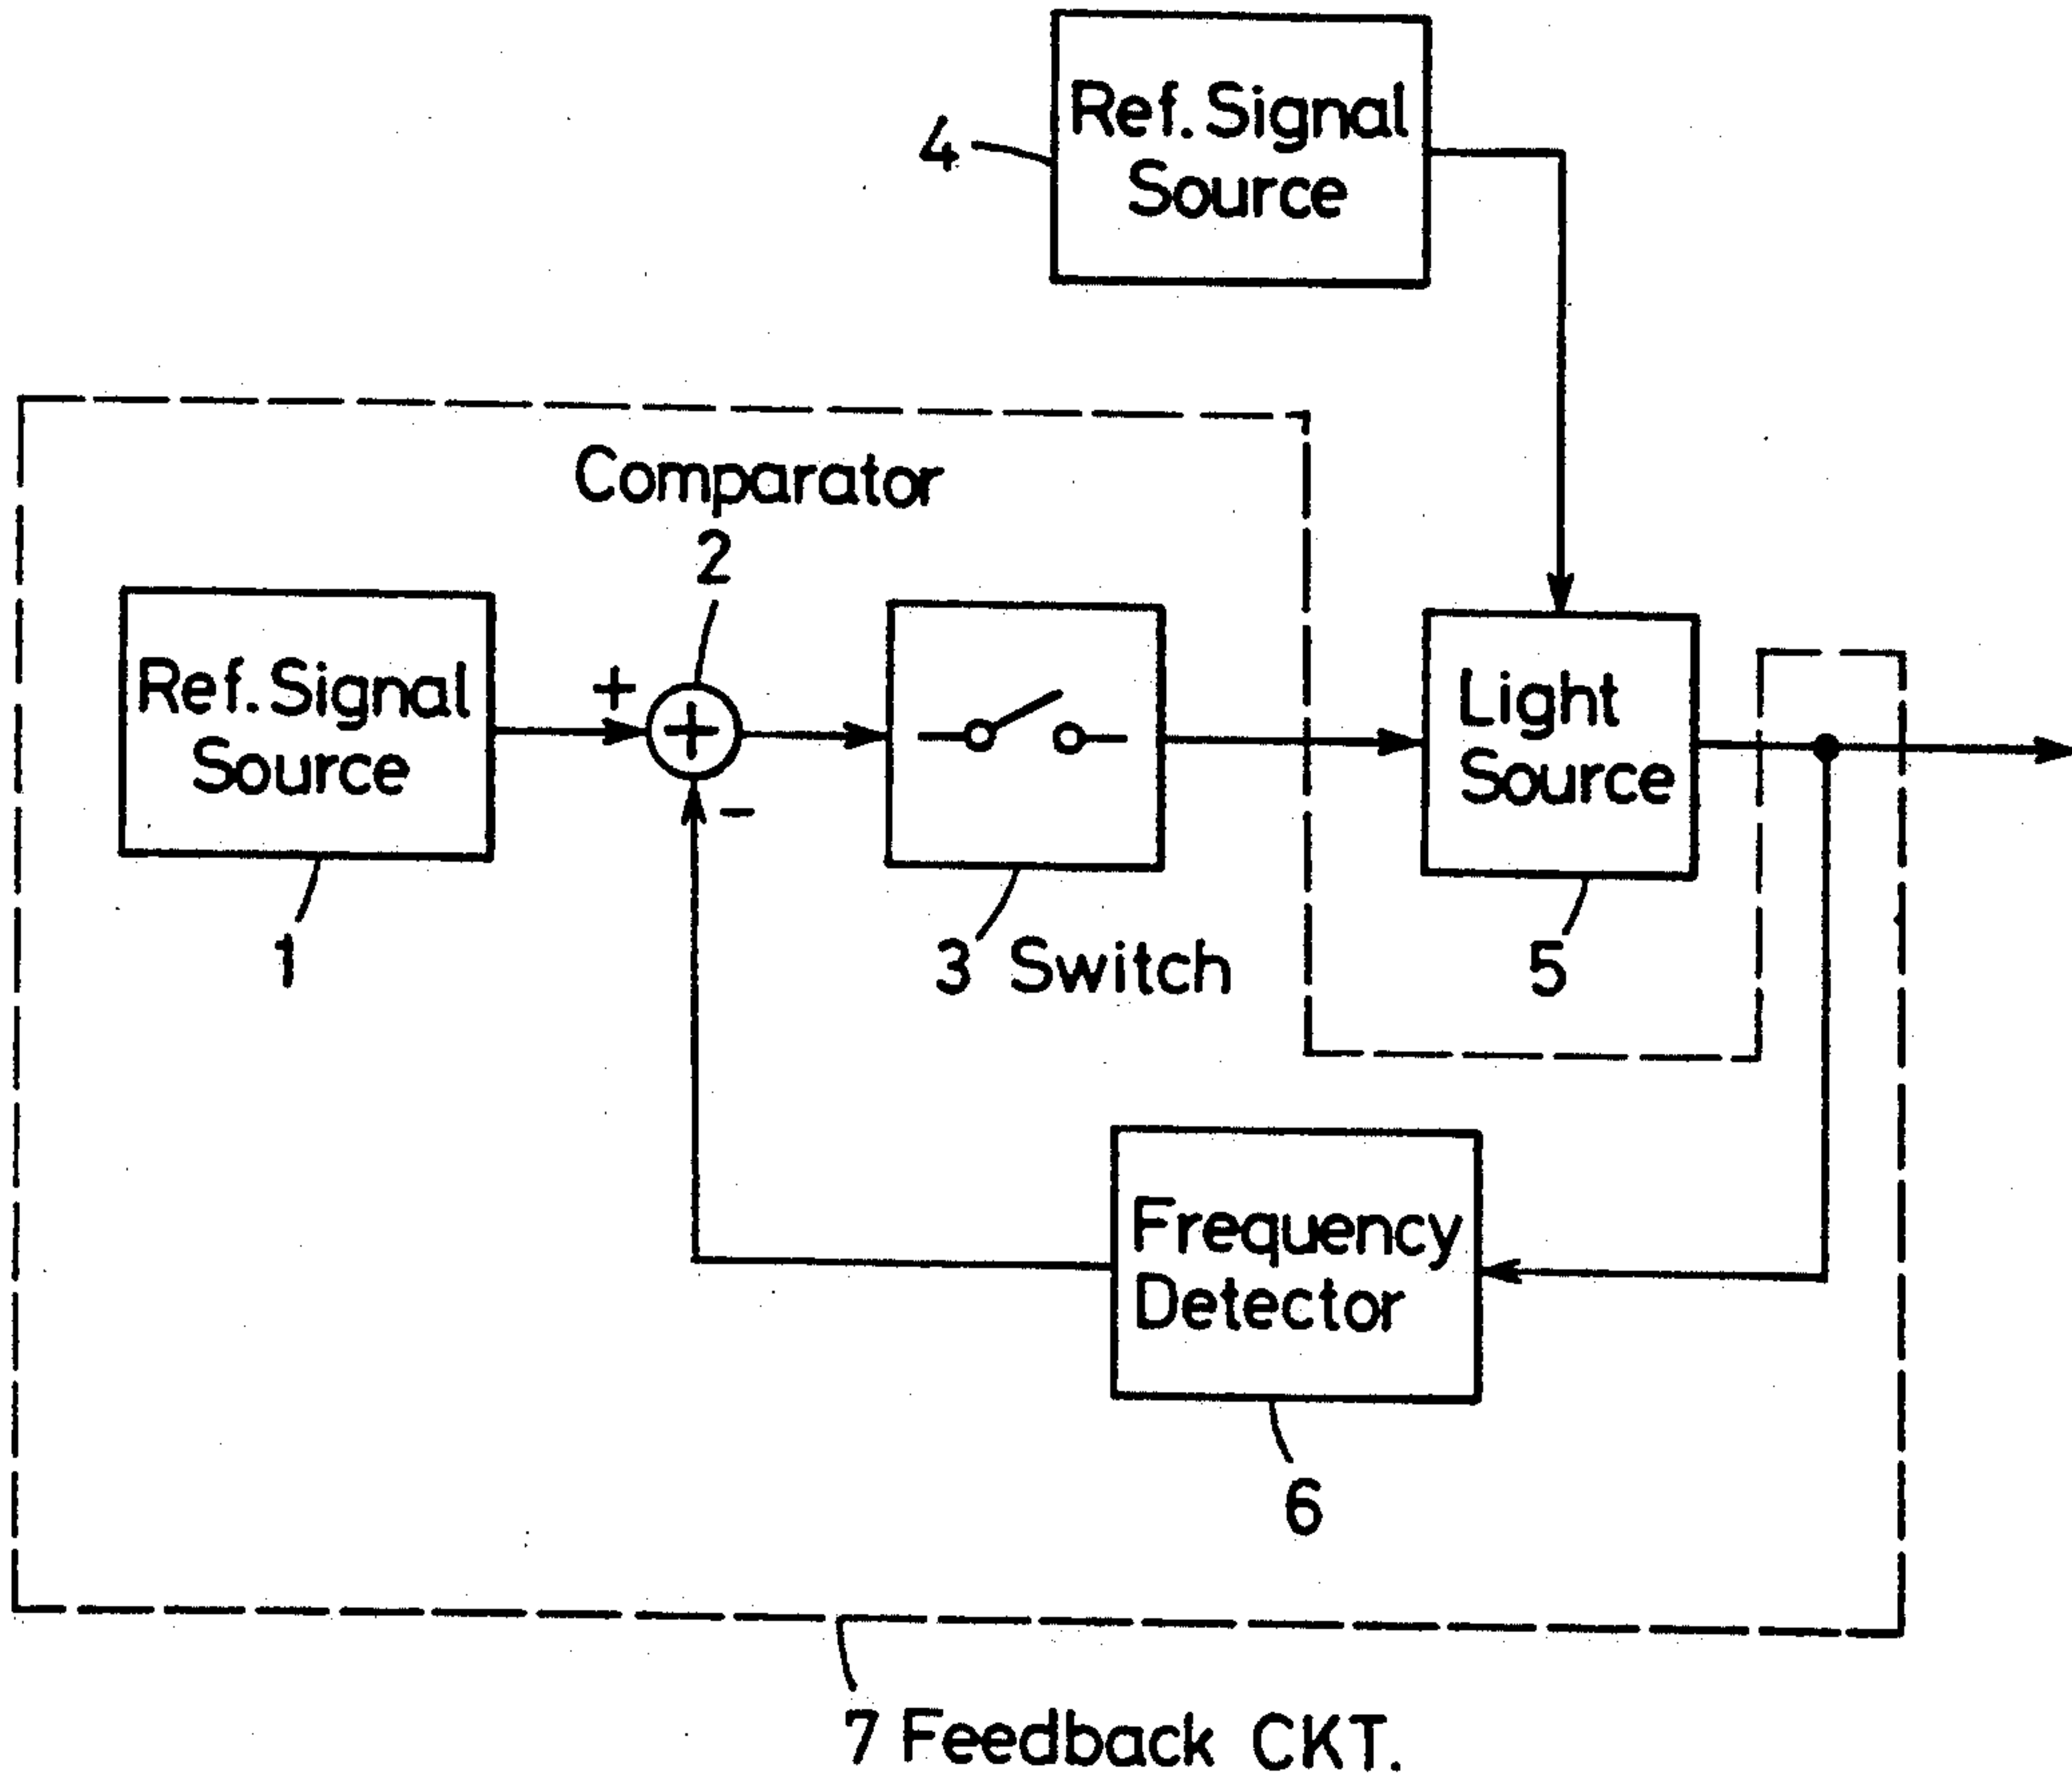 Ref. Signal
Source
4
Comparator
2
Ref. Signal
Source
+
+
-
1
3 Switch
Light
Source
5
Frequency
Detector
6
7 Feedback CKT.